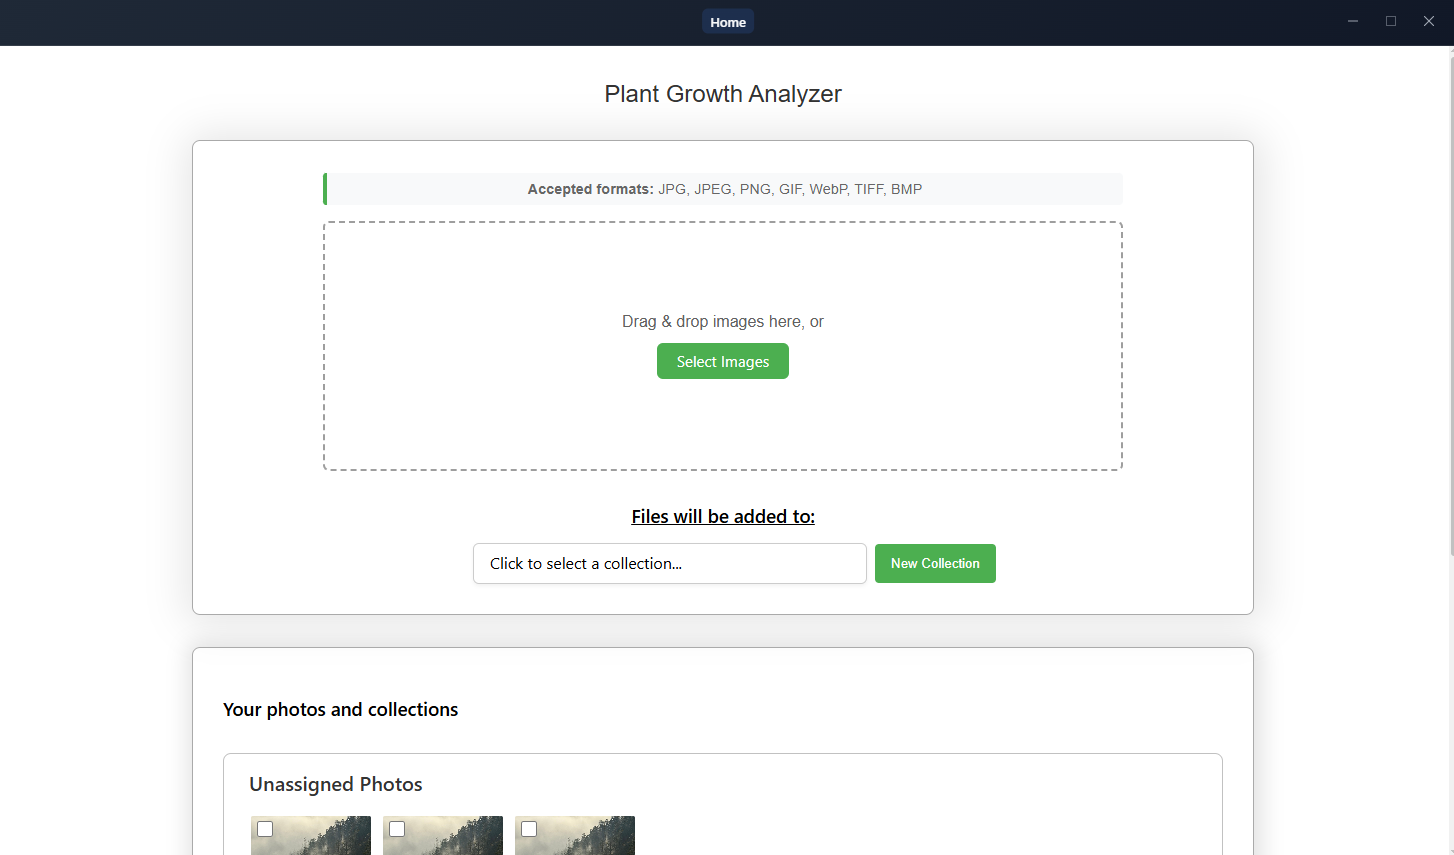 Home
Plant Growth Analyzer
Accepted formats: JPG, JPEG, PNG, GIF, WebP, TIFF, BMP
Drag & drop images here, or
Select Images
Files will be added to:
Click to select a collection...
New Collection
Your photos and collections
Unassigned Photos